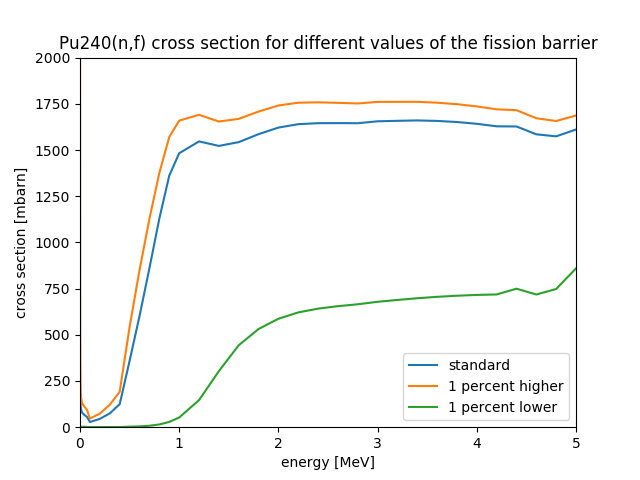 Pu240(n,f) cross section for different values of the fission barrier
2000
1750
1500
1250
1000
750
500
250
0
cross section [mbarn]
standard
1 percent higher
1 percent lower
0 1 2 3 4 5
energy [MeV]